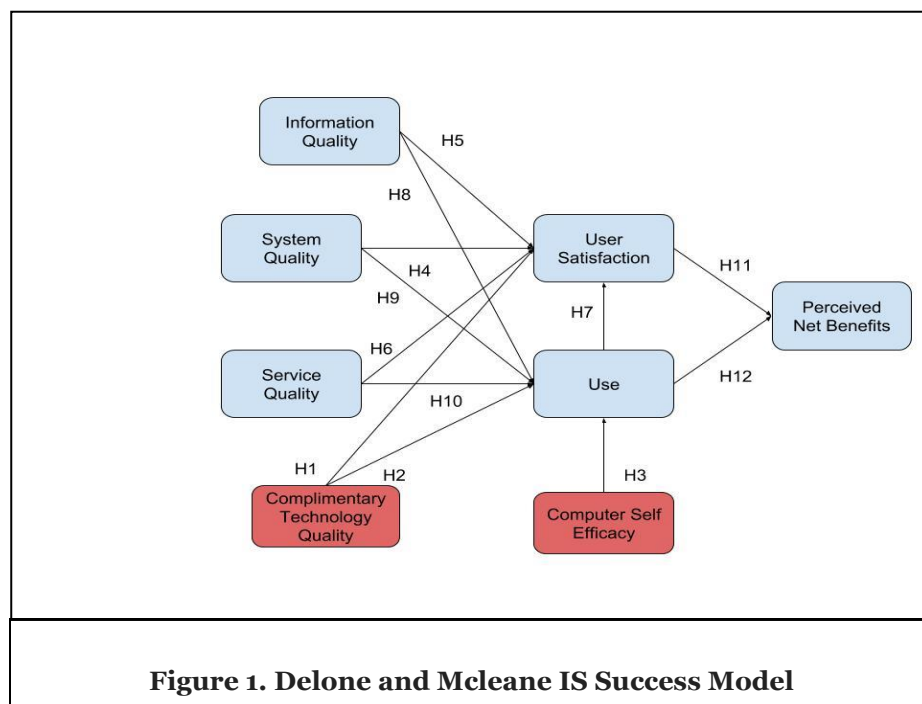 Information
Quality
H5
H8
System
Quality
User
Satisfaction
H4
H9
H11
H7
Perceived
Net Benefits
H6
Service
Quality
Use
H10
H12
H1
H2
H3
Complimentary
Technology
Quality
Computer Self
Efficacy
Figure 1. Delone and Mcleane IS Success Model